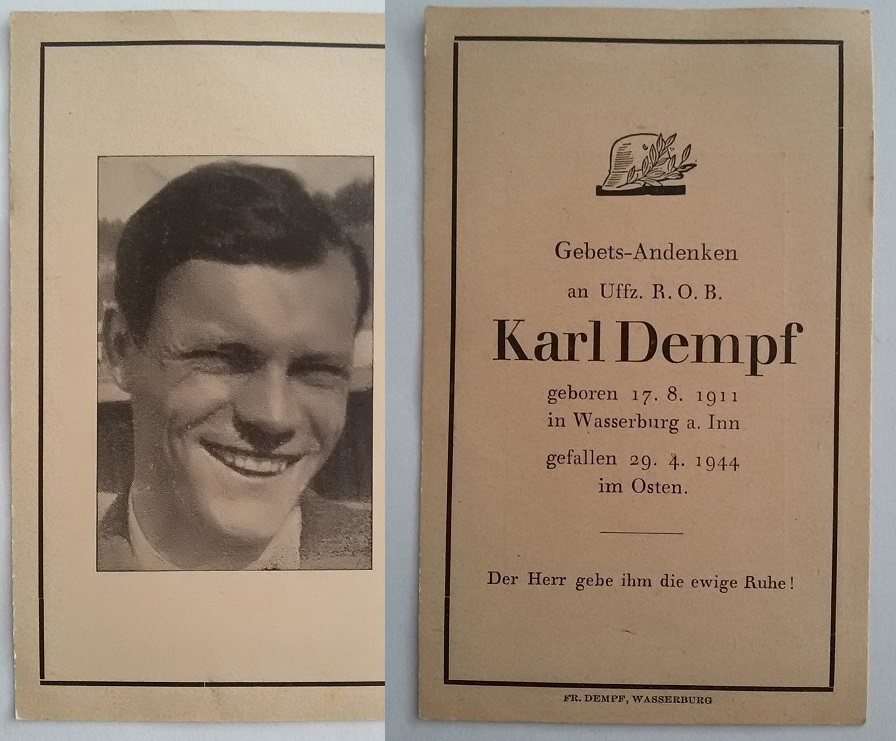 Gebets-Andenken
an Uffz. R. O. B.
Karl Dempf
geboren 17. 8. 1911
in Wasserburg a. Inn
gefallen 29. 4. 1944
im Osten.
Der Herr gebe ihm die ewige Ruhe!
FR. DEMPF, WASSERBURG